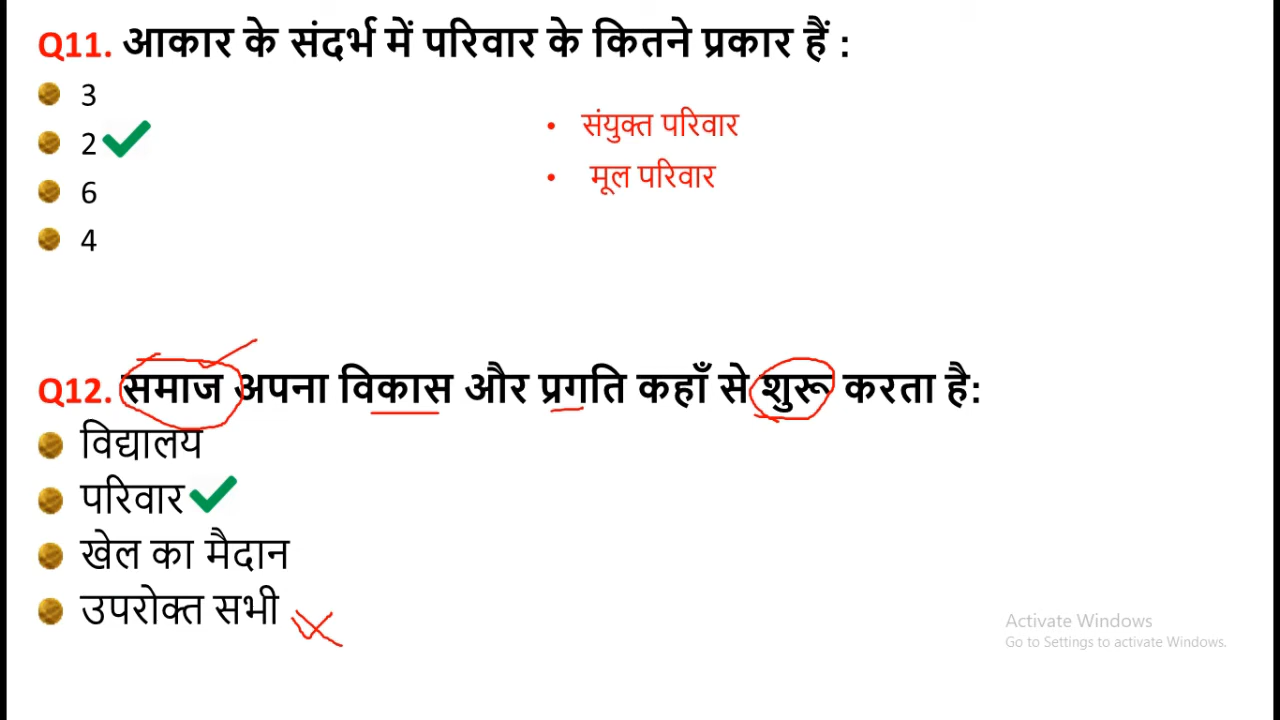 Q11. आकार के संदर्भ में परिवार के कितने प्रकार हैं :
3
2
6
4
• संयुक्त परिवार
• मूल परिवार
Q12. समाज अपना विकास और प्रगति कहाँ से शुरू करता है:
विद्यालय
परिवार
खेल का मैदान
उपरोक्त सभी
Activate Windows
Go to Settings to activate Windows.